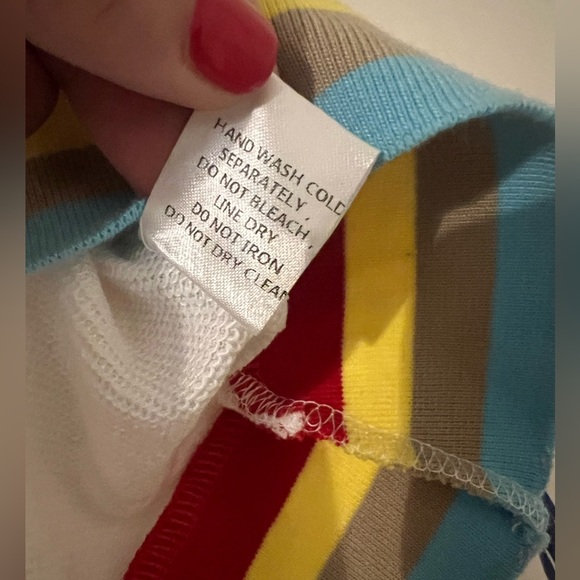 HAND WASH COLD
SEPARATELY,
DO NOT BLEACH,
LINE DRY
DO NOT IRON
DO NOT DRY CLEAN